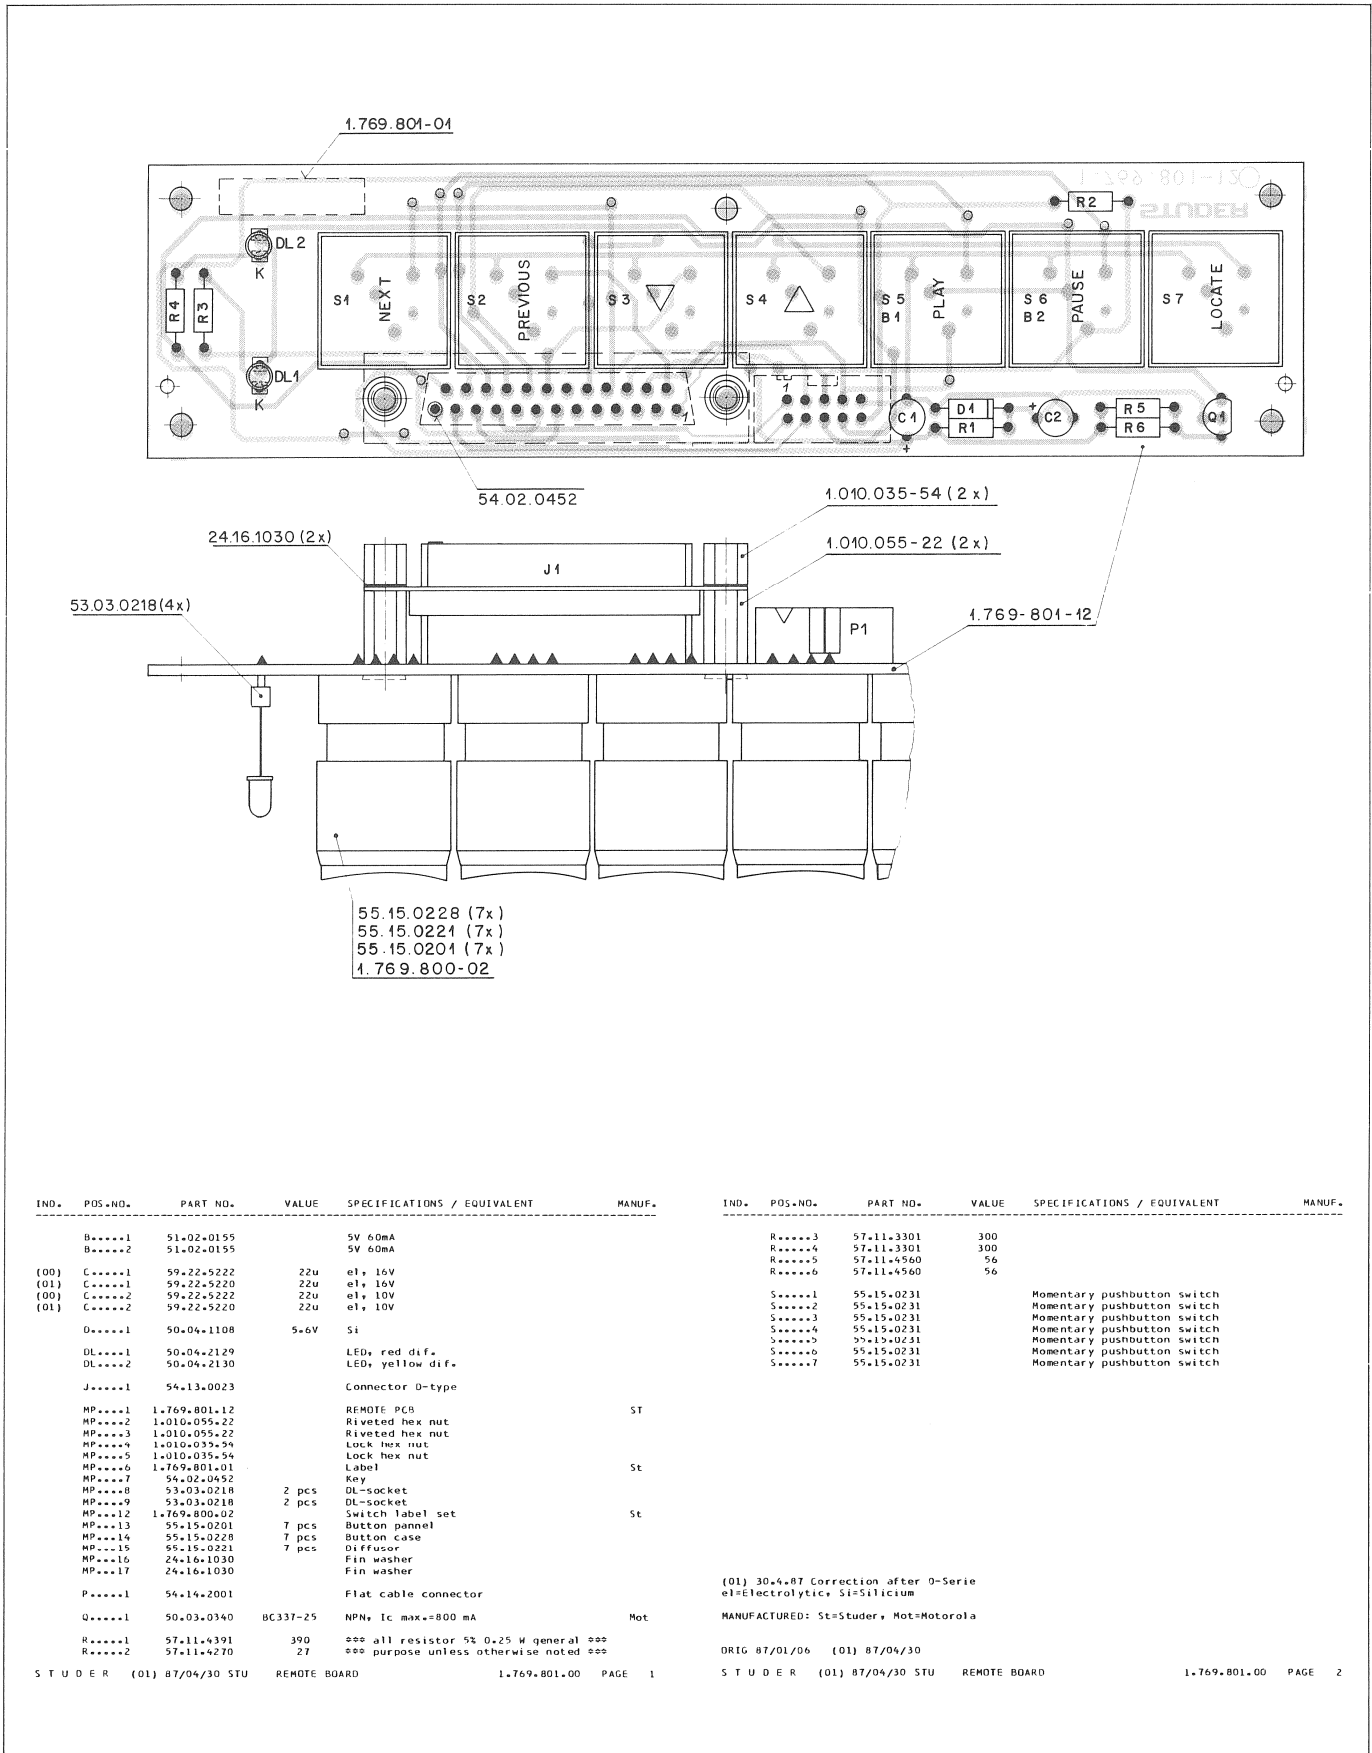 1.769.801-01
1.769.801-12
STUDER
R2
DL2
K
R4
R3
S1
NEXT
S2
PREVIOUS
S3
S4
S5
B1
PLAY
S6
B2
PAUSE
S7
LOCATE
DL1
K
1
C1
+
D1
R1
+
C2
R5
R6
Q1
54.02.0452
1.010.035-54 (2x)
24.16.1030 (2x)
1.010.055-22 (2x)
J1
53.03.0218(4x)
1.769-801-12
P1
55.15.0228 (7x)
55.15.0221 (7x)
55.15.0201 (7x)
1.769.800-02
IND. POS.NO. PART NO. VALUE SPECIFICATIONS / EQUIVALENT MANUF.
B.....1 51.02.0155 5V 60mA
B.....2 51.02.0155 5V 60mA
(00) C.....1 59.22.5222 22u el, 16V
(01) C.....1 59.22.5220 22u el, 16V
(00) C.....2 59.22.5222 22u el, 10V
(01) C.....2 59.22.5220 22u el, 10V
D.....1 50.04.1108 5.6V Si
DL....1 50.04.2129 LED, red dif.
DL....2 50.04.2130 LED, yellow dif.
J.....1 54.13.0023 Connector D-type
MP....1 1.769.801.12 REMOTE PCB ST
MP....2 1.010.055.22 Riveted hex nut
MP....3 1.010.055.22 Riveted hex nut
MP....4 1.010.035.54 Lock hex nut
MP....5 1.010.035.54 Lock hex nut
MP....6 1.769.801.01 Label St
MP....7 54.02.0452 Key
MP....8 53.03.0218 2 pcs DL-socket
MP....9 53.03.0218 2 pcs DL-socket
MP...12 1.769.800.02 Switch label set St
MP...13 55.15.0201 7 pcs Button pannel
MP...14 55.15.0228 7 pcs Button case
MP...15 55.15.0221 7 pcs Diffusor
MP...16 24.16.1030 Fin washer
MP...17 24.16.1030 Fin washer
P.....1 54.14.2001 Flat cable connector
Q.....1 50.03.0340 BC337-25 NPN, Ic max.=800 mA Mot
R.....1 57.11.4391 390 *** all resistor 5% 0.25 W general ***
R.....2 57.11.4270 27 *** purpose unless otherwise noted ***
S T U D E R (01) 87/04/30 STU REMOTE BOARD 1.769.801.00 PAGE 1
IND. POS.NO. PART NO. VALUE SPECIFICATIONS / EQUIVALENT MANUF.
R.....3 57.11.3301 300
R.....4 57.11.3301 300
R.....5 57.11.4560 56
R.....6 57.11.4560 56
S.....1 55.15.0231 Momentary pushbutton switch
S.....2 55.15.0231 Momentary pushbutton switch
S.....3 55.15.0231 Momentary pushbutton switch
S.....4 55.15.0231 Momentary pushbutton switch
S.....5 55.15.0231 Momentary pushbutton switch
S.....6 55.15.0231 Momentary pushbutton switch
S.....7 55.15.0231 Momentary pushbutton switch
(01) 30.4.87 Correction after 0-Serie
el=Electrolytic, Si=Silicium
MANUFACTURED: St=Studer, Mot=Motorola
ORIG 87/01/06 (01) 87/04/30
S T U D E R (01) 87/04/30 STU REMOTE BOARD 1.769.801.00 PAGE 2